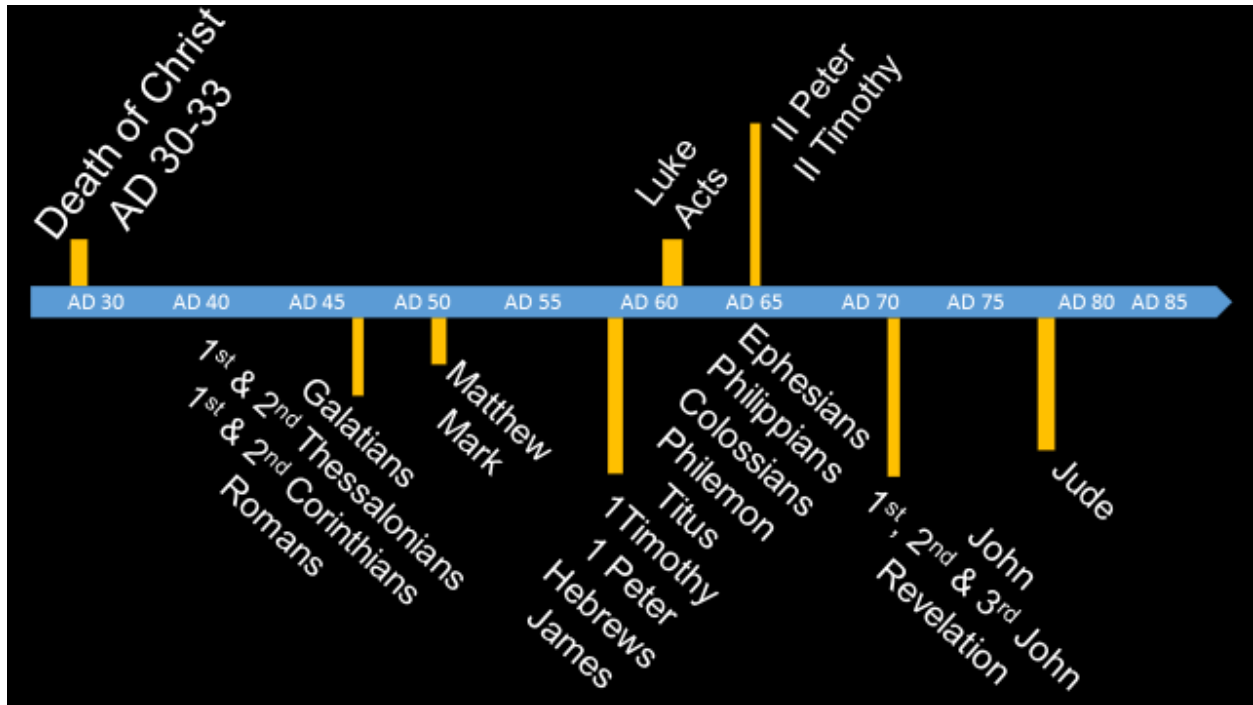 Death of Christ
AD 30-33
Luke
Acts
II Peter
II Timothy
AD 30 AD 40 AD 45 AD 50 AD 55 AD 60 AD 65 AD 70 AD 75 AD 80 AD 85
Galatians
1st & 2nd Thessalonians
1st & 2nd Corinthians
Romans
Matthew
Mark
Ephesians
Philippians
Colossians
Philemon
Titus
1Timothy
1 Peter
Hebrews
James
John
1st, 2nd & 3rd John
Revelation
Jude